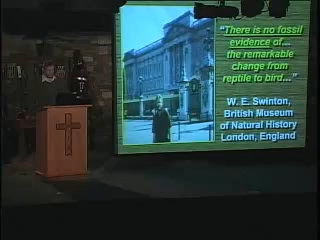 “There is no fossil
evidence of...
the remarkable
change from
reptile to bird...”
W. E. Swinton,
British Museum
of Natural History
London, England